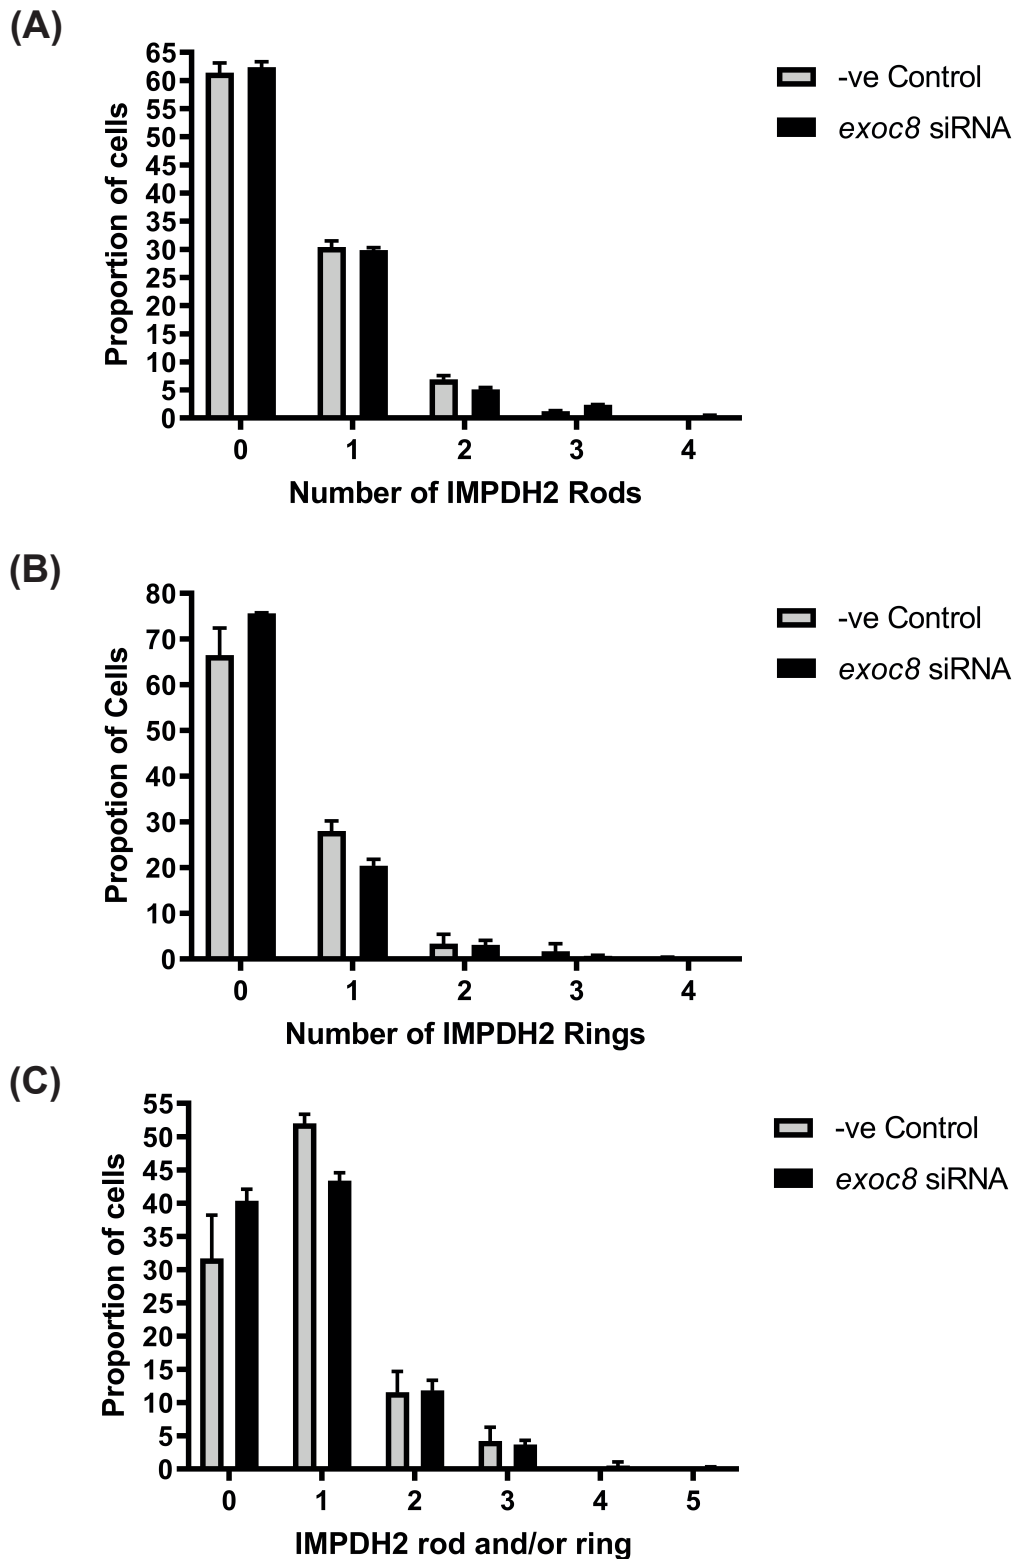 (A)
65
60
55
50
45
40
35
30
25
20
15
10
5
0
Proportion of cells
0 1 2 3 4
Number of IMPDH2 Rods
-ve Control
exoc8 siRNA
(B)
80
70
60
50
40
30
20
10
0
Propotion of Cells
0 1 2 3 4
Number of IMPDH2 Rings
-ve Control
exoc8 siRNA
(C)
55
50
45
40
35
30
25
20
15
10
5
0
Proportion of cells
0 1 2 3 4 5
IMPDH2 rod and/or ring
-ve Control
exoc8 siRNA